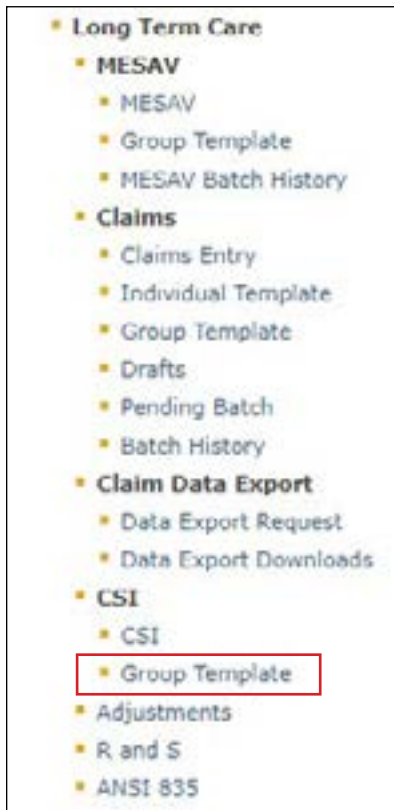 Long Term Care
MESAV
MESAV
Group Template
MESAV Batch History
Claims
Claims Entry
Individual Template
Group Template
Drafts
Pending Batch
Batch History
Claim Data Export
Data Export Request
Data Export Downloads
CSI
CSI
Group Template
Adjustments
R and S
ANSI 835